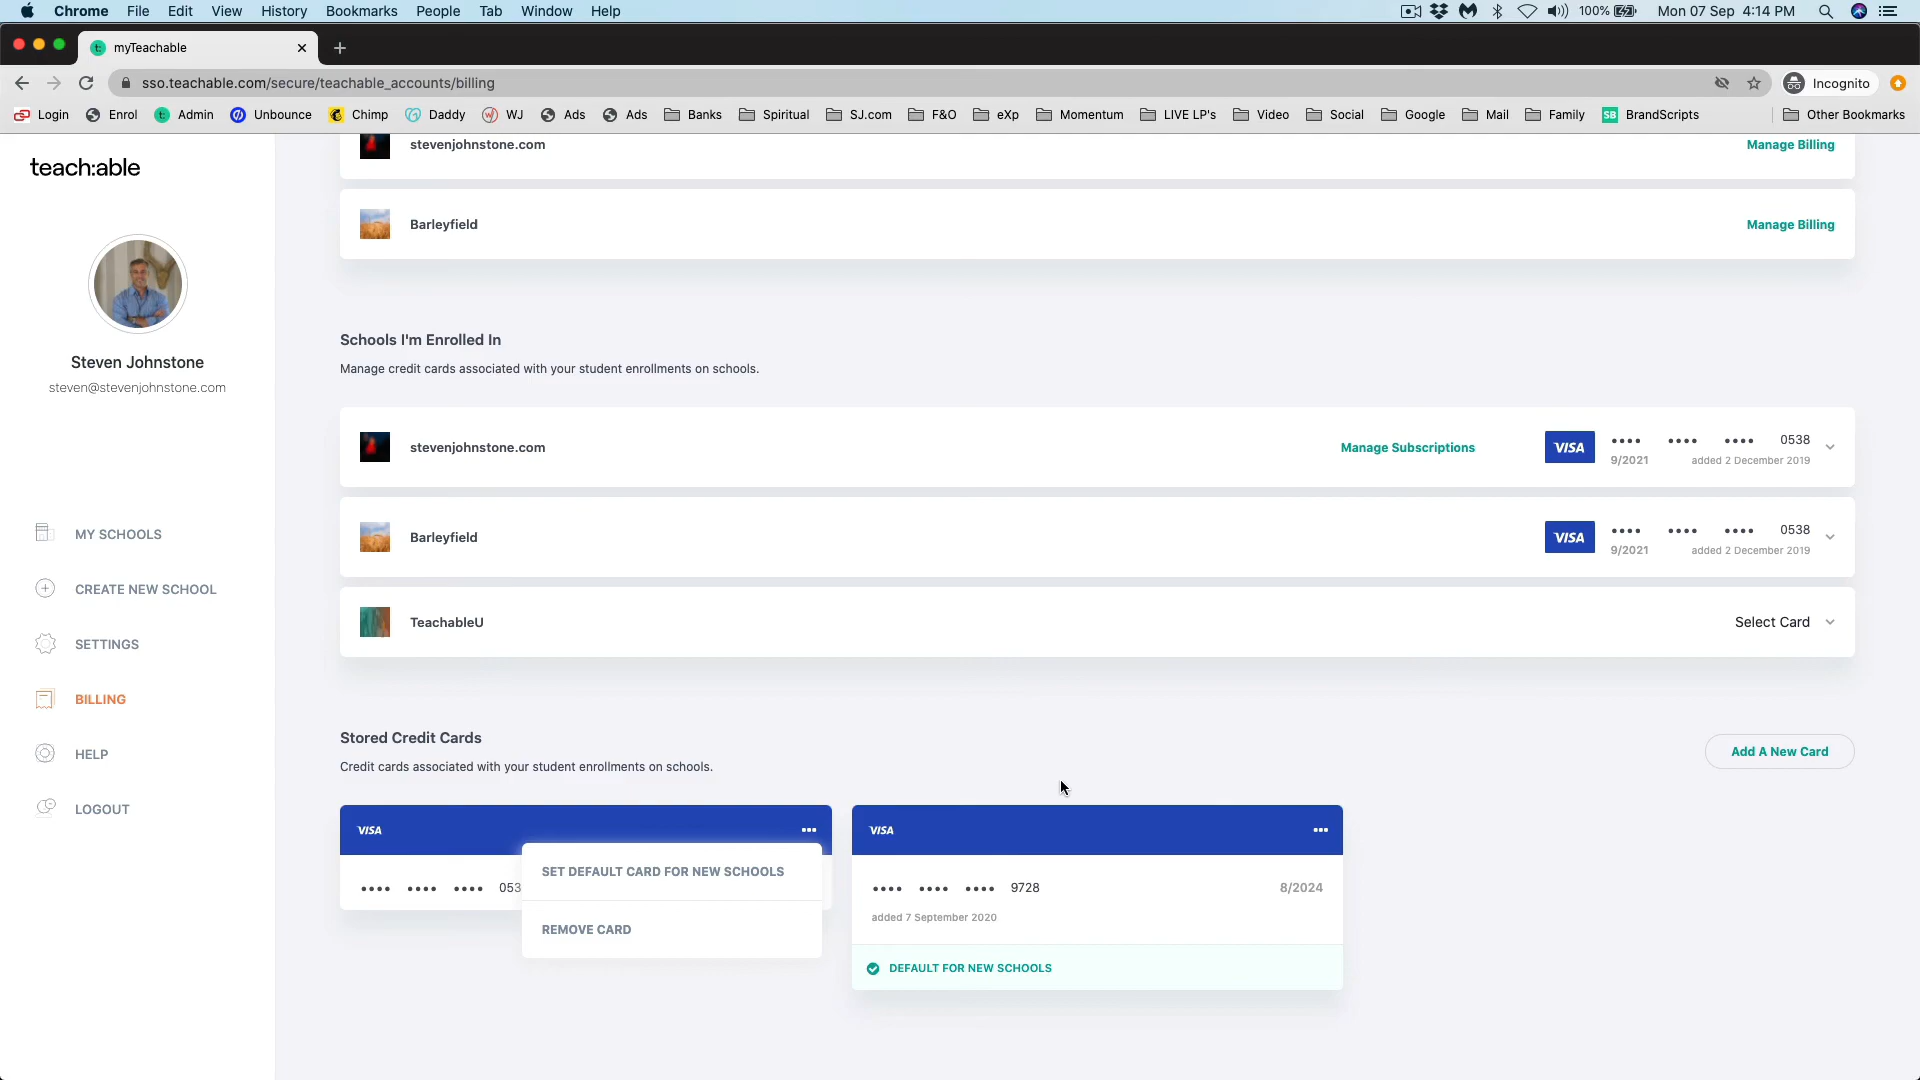 Chrome File Edit View History Bookmarks People Tab Window Help 100% Mon 07 Sep 4:14 PM
t: myTeachable
sso.teachable.com/secure/teachable_accounts/billing Incognito
Login Enrol t Admin Unbounce Chimp Daddy WJ Ads Ads Banks Spiritual SJ.com F&O eXp Momentum LIVE LP's Video Social Google Mail Family SB BrandScripts Other Bookmarks
teach:able
Steven Johnstone
steven@stevenjohnstone.com
MY SCHOOLS
CREATE NEW SCHOOL
SETTINGS
BILLING
HELP
LOGOUT
stevenjohnstone.com Manage Billing
Barleyfield Manage Billing
Schools I'm Enrolled In
Manage credit cards associated with your student enrollments on schools.
stevenjohnstone.com Manage Subscriptions VISA •••• •••• •••• 0538
9/2021 added 2 December 2019
Barleyfield VISA •••• •••• •••• 0538
9/2021 added 2 December 2019
TeachableU Select Card
Stored Credit Cards
Credit cards associated with your student enrollments on schools.
Add A New Card
VISA •••
•••• •••• •••• 053
SET DEFAULT CARD FOR NEW SCHOOLS
REMOVE CARD
VISA •••
•••• •••• •••• 9728 8/2024
added 7 September 2020
DEFAULT FOR NEW SCHOOLS